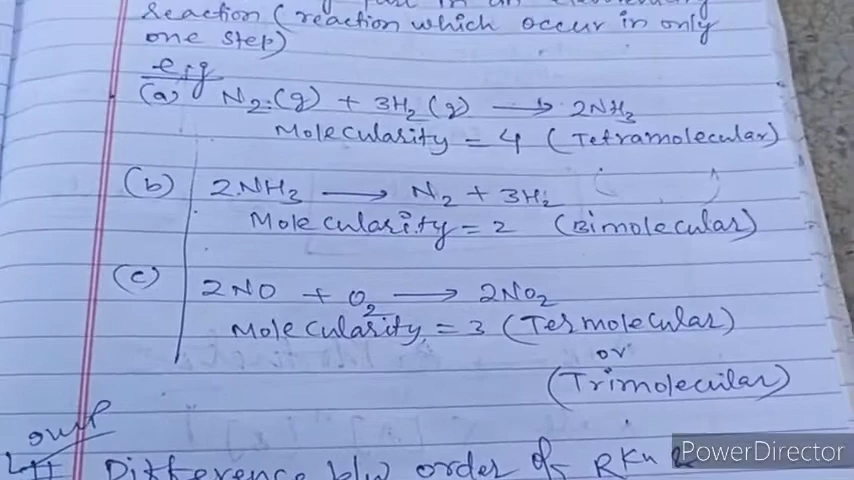 reaction (reaction which occur in only
one step)
e.g
(a) N2 (g) + 3H2 (g) → 2NH3
Molecularity = 4 (Tetramolecular)
(b) 2NH3 → N2 + 3H2
Molecularity = 2 (Bimolecular)
(c) 2NO + O2 → 2NO2
Molecularity = 3 (Termolecular)
or
(Trimolecular)
Difference b/w order of RXn &
PowerDirector